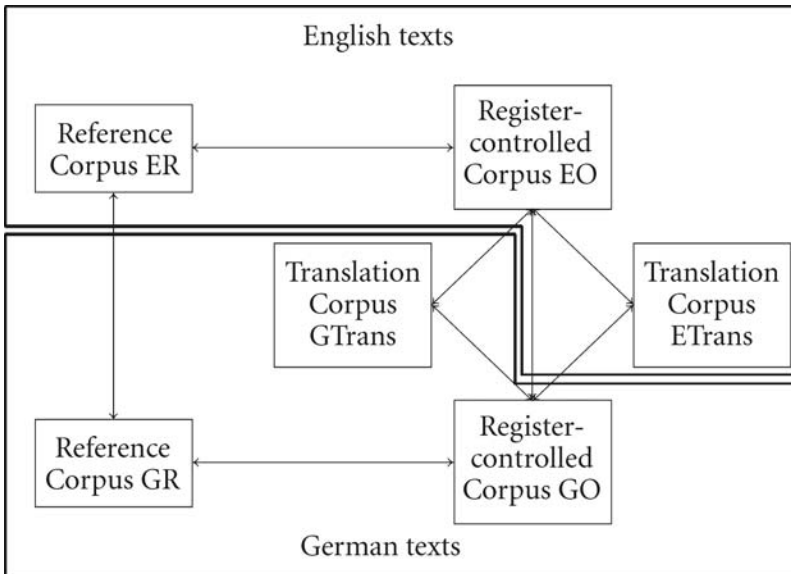 English texts
Reference
Corpus ER
Register-
controlled
Corpus EO
Translation
Corpus
GTrans
Translation
Corpus
ETrans
Reference
Corpus GR
Register-
controlled
Corpus GO
German texts